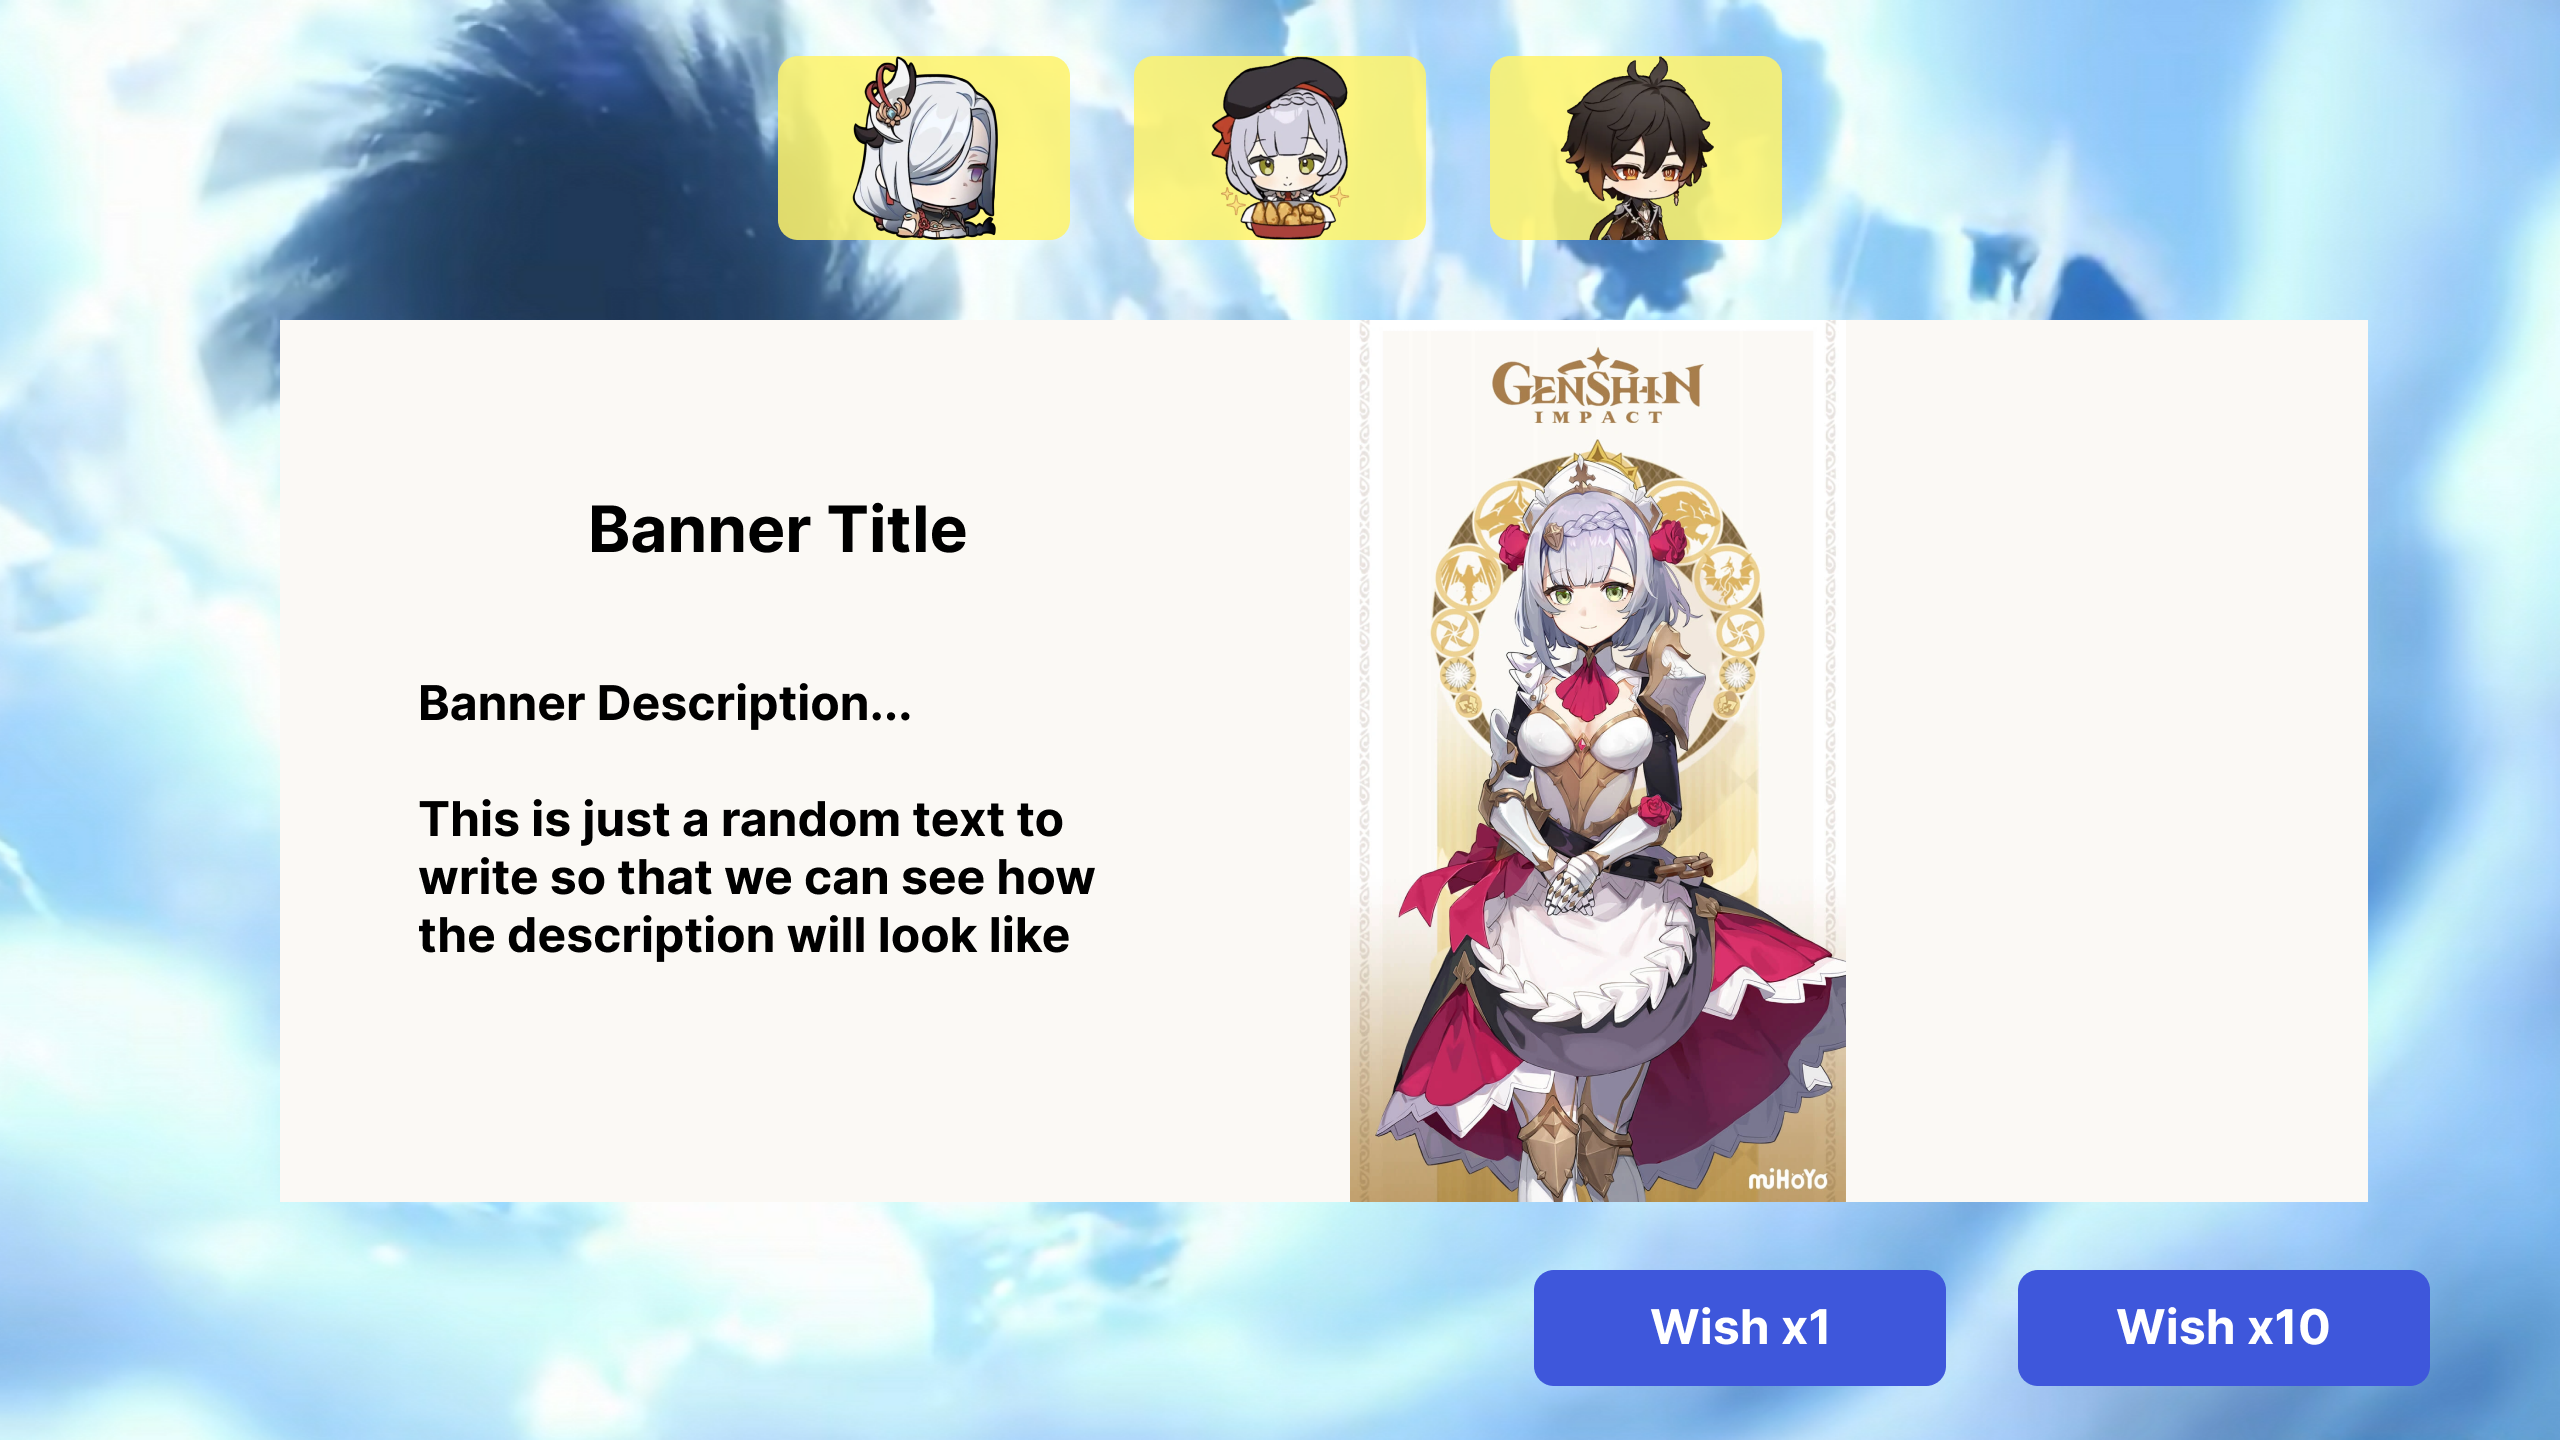 Banner Title
Banner Description...
This is just a random text to
write so that we can see how
the description will look like
GENSHIN
IMPACT
miHoYo
Wish x1
Wish x10